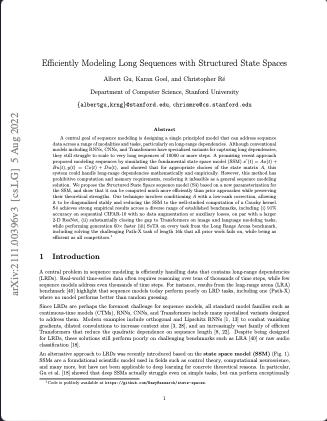 Efficiently Modeling Long Sequences with Structured State Spaces
Albert Gu, Karan Goel, and Christopher Ré
Department of Computer Science, Stanford University
{albertgu,krng}@stanford.edu, chrismre@cs.stanford.edu
arXiv:2111.00396v3 [cs.LG] 5 Aug 2022
Abstract
A central goal of sequence modeling is designing a single principled model that can address sequence
data across a range of modalities and tasks, particularly on long-range dependencies. Although conventional
models including RNNs, CNNs, and Transformers have specialized variants for capturing long dependencies,
they still struggle to scale to very long sequences of 10000 or more steps. A promising recent approach
proposed modeling sequences by simulating the fundamental state space model (SSM) x′(t) = Ax(t) +
Bu(t), y(t) = Cx(t) + Du(t), and showed that for appropriate choices of the state matrix A, this
system could handle long-range dependencies mathematically and empirically. However, this method has
prohibitive computation and memory requirements, rendering it infeasible as a general sequence modeling
solution. We propose the Structured State Space sequence model (S4) based on a new parameterization for
the SSM, and show that it can be computed much more efficiently than prior approaches while preserving
their theoretical strengths. Our technique involves conditioning A with a low-rank correction, allowing
it to be diagonalized stably and reducing the SSM to the well-studied computation of a Cauchy kernel.
S4 achieves strong empirical results across a diverse range of established benchmarks, including (i) 91%
accuracy on sequential CIFAR-10 with no data augmentation or auxiliary losses, on par with a larger
2-D ResNet, (ii) substantially closing the gap to Transformers on image and language modeling tasks,
while performing generation 60× faster (iii) SoTA on every task from the Long Range Arena benchmark,
including solving the challenging Path-X task of length 16k that all prior work fails on, while being as
efficient as all competitors.¹
1 Introduction
A central problem in sequence modeling is efficiently handling data that contains long-range dependencies
(LRDs). Real-world time-series data often requires reasoning over tens of thousands of time steps, while few
sequence models address even thousands of time steps. For instance, results from the long-range arena (LRA)
benchmark [40] highlight that sequence models today perform poorly on LRD tasks, including one (Path-X)
where no model performs better than random guessing.
Since LRDs are perhaps the foremost challenge for sequence models, all standard model families such as
continuous-time models (CTMs), RNNs, CNNs, and Transformers include many specialized variants designed
to address them. Modern examples include orthogonal and Lipschitz RNNs [1, 13] to combat vanishing
gradients, dilated convolutions to increase context size [3, 28], and an increasingly vast family of efficient
Transformers that reduce the quadratic dependence on sequence length [8, 22]. Despite being designed
for LRDs, these solutions still perform poorly on challenging benchmarks such as LRA [40] or raw audio
classification [18].
An alternative approach to LRDs was recently introduced based on the state space model (SSM) (Fig. 1).
SSMs are a foundational scientific model used in fields such as control theory, computational neuroscience,
and many more, but have not been applicable to deep learning for concrete theoretical reasons. In particular,
Gu et al. [18] showed that deep SSMs actually struggle even on simple tasks, but can perform exceptionally
¹Code is publicly available at https://github.com/HazyResearch/state-spaces.
1